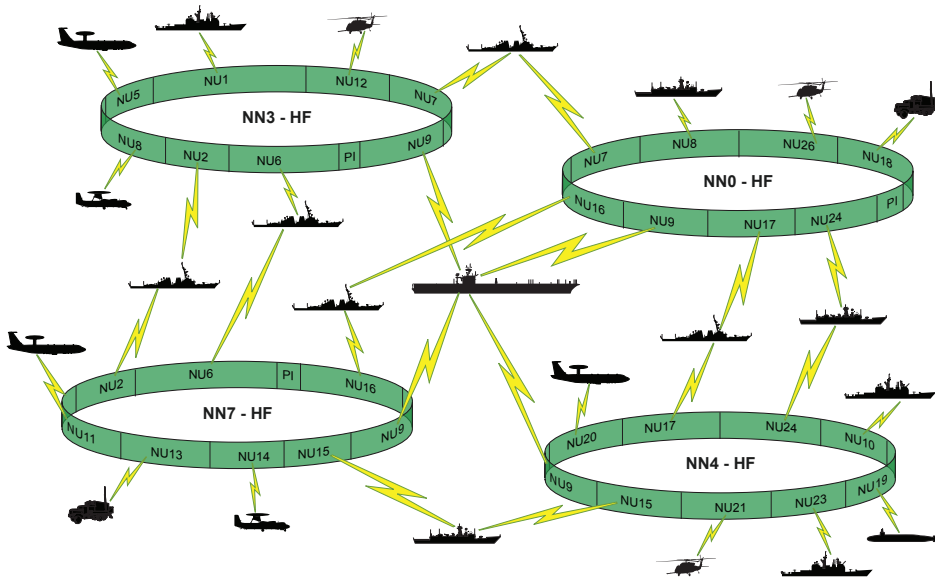 NU5
NU1
NU12
NU7
NN3 - HF
NU8
NU2
NU6
PI
NU9
NU7
NU8
NU26
NU18
NN0 - HF
NU16
NU9
NU17
NU24
PI
NU2
NU6
PI
NU16
NN7 - HF
NU11
NU13
NU14
NU15
NU9
NU20
NU17
NU24
NU10
NN4 - HF
NU9
NU15
NU21
NU23
NU19